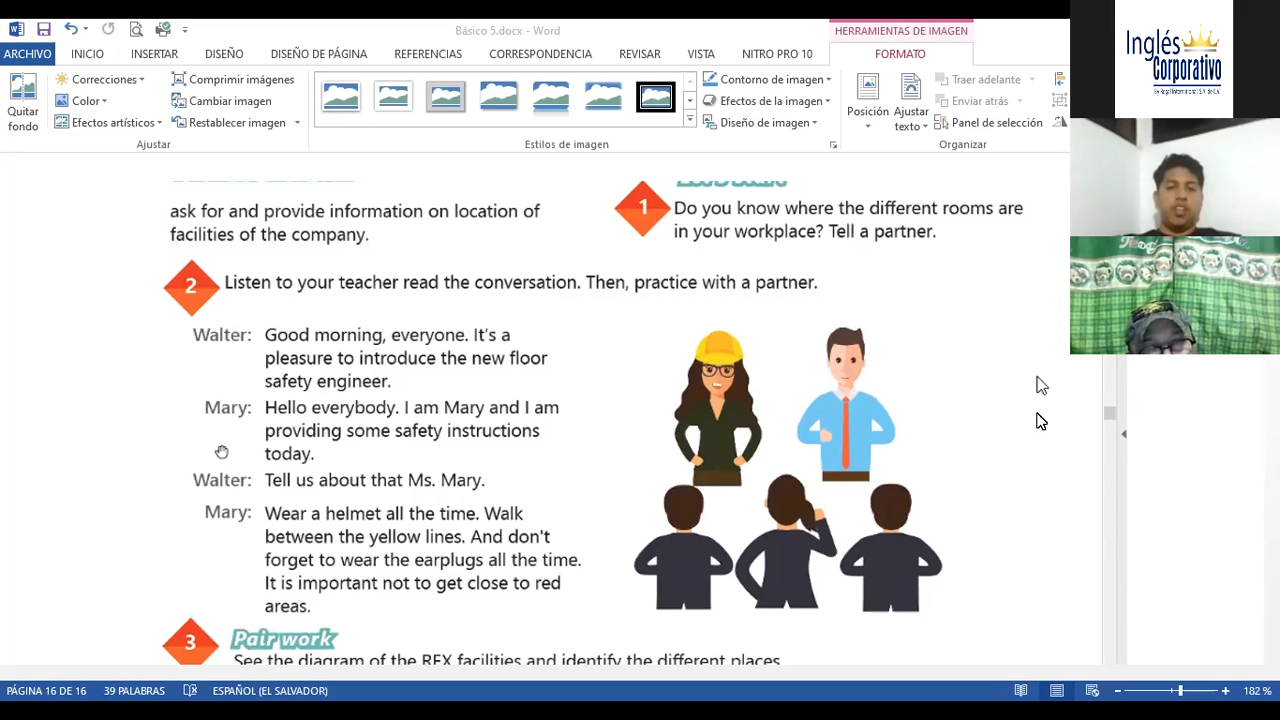 Básico 5.docx - Word
HERRAMIENTAS DE IMAGEN
ARCHIVO INICIO INSERTAR DISEÑO DISEÑO DE PÁGINA REFERENCIAS CORRESPONDENCIA REVISAR VISTA NITRO PRO 10 FORMATO
Quitar fondo
Correcciones
Color
Efectos artísticos
Comprimir imágenes
Cambiar imagen
Restablecer imagen
Ajustar
Estilos de imagen
Contorno de imagen
Efectos de la imagen
Diseño de imagen
Posición
Ajustar texto
Traer adelante
Enviar atrás
Panel de selección
Organizar
Inglés
Corporativo
ask for and provide information on location of
facilities of the company.
1
Do you know where the different rooms are
in your workplace? Tell a partner.
2 Listen to your teacher read the conversation. Then, practice with a partner.
Walter: Good morning, everyone. It's a
pleasure to introduce the new floor
safety engineer.
Mary: Hello everybody. I am Mary and I am
providing some safety instructions
today.
Walter: Tell us about that Ms. Mary.
Mary: Wear a helmet all the time. Walk
between the yellow lines. And don't
forget to wear the earplugs all the time.
It is important not to get close to red
areas.
3 Pair work
See the diagram of the REX facilities and identify the different places
PÁGINA 16 DE 16 39 PALABRAS ESPAÑOL (EL SALVADOR) 182 %